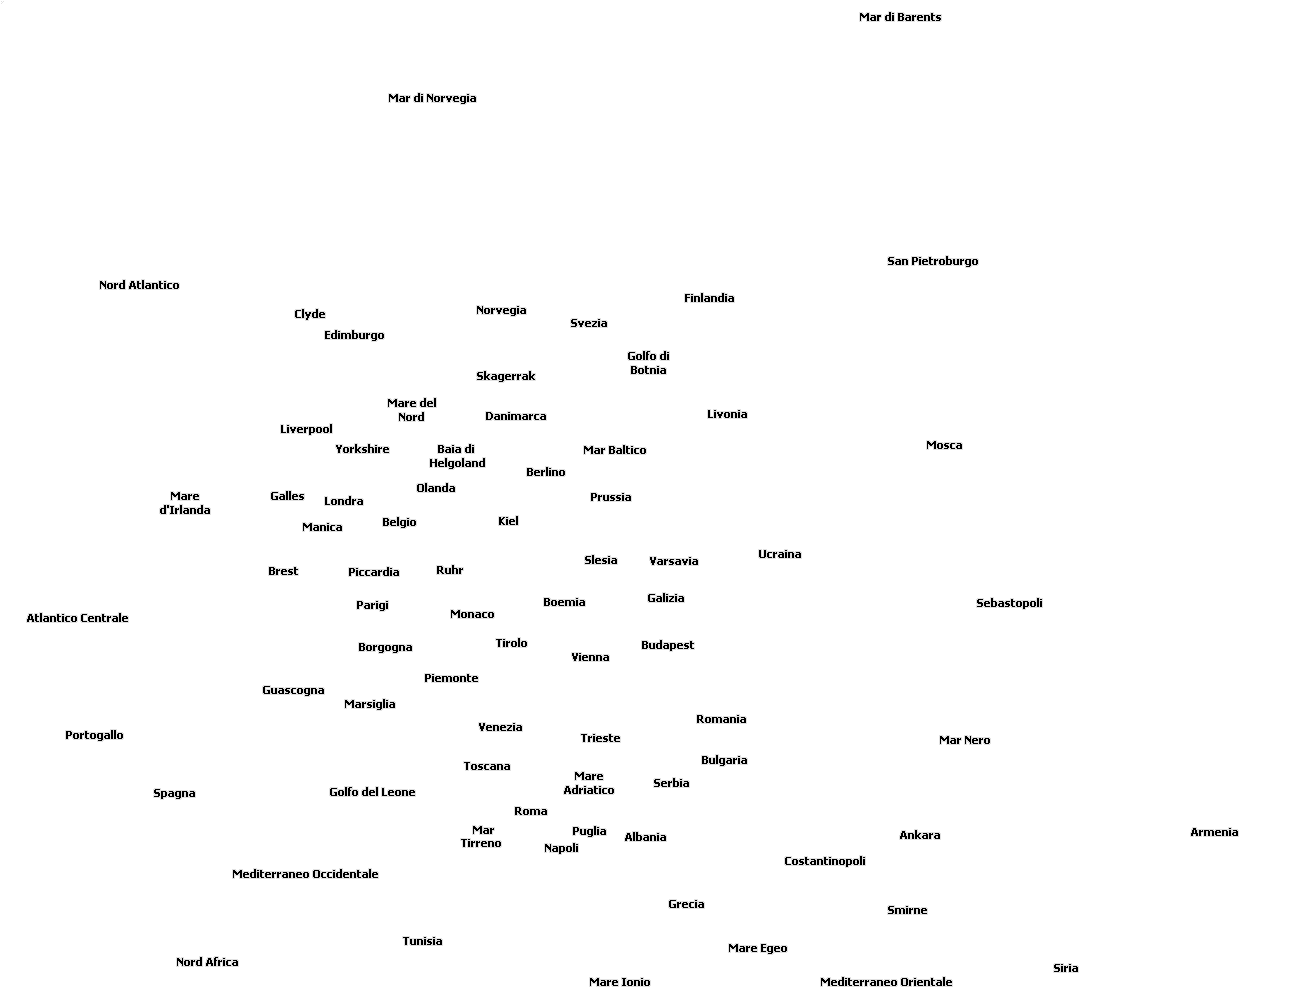 Mar di Barents
Mar di Norvegia
San Pietroburgo
Nord Atlantico
Finlandia
Norvegia
Clyde
Svezia
Edimburgo
Golfo di
Botnia
Skagerrak
Mare del
Nord
Danimarca
Livonia
Liverpool
Mosca
Yorkshire
Baia di
Helgoland
Mar Baltico
Berlino
Olanda
Mare
d'Irlanda
Galles
Londra
Prussia
Manica
Belgio
Kiel
Ucraina
Slesia
Varsavia
Brest
Piccardia
Ruhr
Parigi
Boemia
Galizia
Sebastopoli
Atlantico Centrale
Monaco
Borgogna
Tirolo
Budapest
Vienna
Piemonte
Guascogna
Marsiglia
Romania
Venezia
Portogallo
Trieste
Mar Nero
Bulgaria
Toscana
Mare
Adriatico
Serbia
Spagna
Golfo del Leone
Roma
Mar
Tirreno
Puglia
Albania
Ankara
Armenia
Napoli
Costantinopoli
Mediterraneo Occidentale
Grecia
Smirne
Tunisia
Mare Egeo
Nord Africa
Siria
Mare Ionio
Mediterraneo Orientale